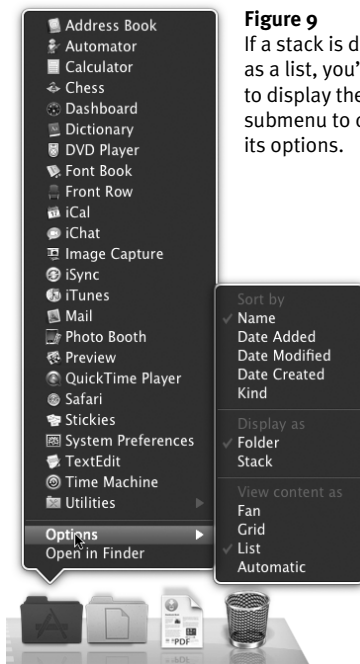 Address Book
Automator
Calculator
Chess
Dashboard
Dictionary
DVD Player
Font Book
Front Row
iCal
iChat
Image Capture
iSync
iTunes
Mail
Photo Booth
Preview
QuickTime Player
Safari
Stickies
System Preferences
TextEdit
Time Machine
Utilities
Options
Open in Finder
Sort by
Name
Date Added
Date Modified
Date Created
Kind
Display as
Folder
Stack
View content as
Fan
Grid
List
Automatic
PDF
Figure 9
If a stack is d
as a list, you'
to display the
submenu to c
its options.